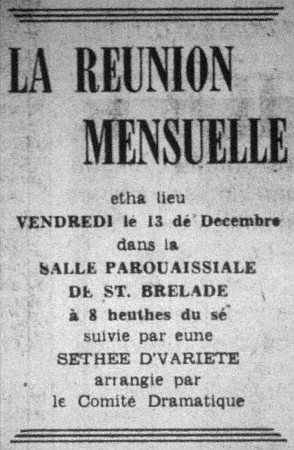 LA REUNION
MENSUELLE
etha lieu
VENDREDI lé 13 dé Decembre
dans la
SALLE PAROUAISSIALE
DE ST. BRELADE
à 8 heuthes du sé
suivie par eune
SETHEE D'VARIETE
arrangie par
le Comité Dramatique